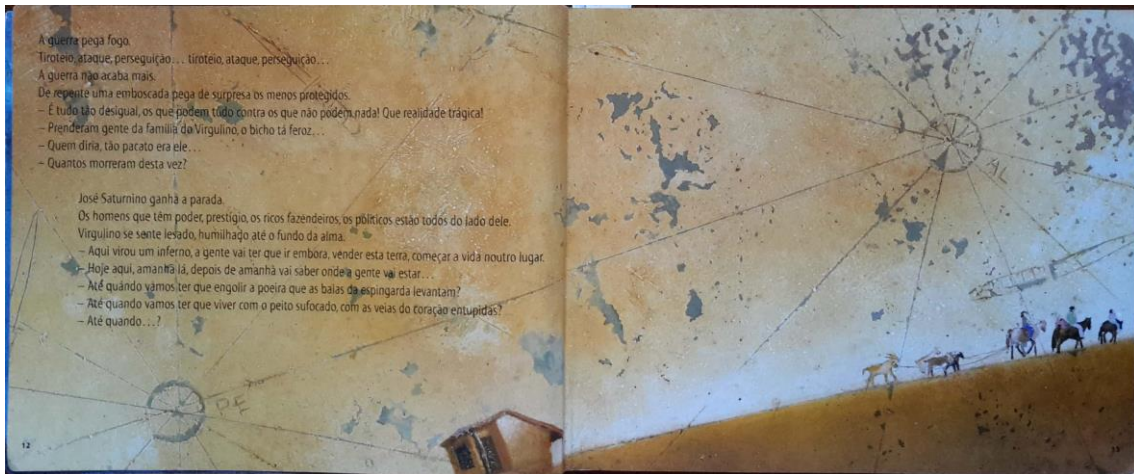 A guerra pega fogo.
Tiroteio, ataque, perseguição... tiroteio, ataque, perseguição...
A guerra não acaba mais.
De repente uma emboscada pega de surpresa os menos protegidos.
– É tudo tão desigual, os que podem tudo contra os que não podem nada! Que realidade trágica!
– Prenderam gente da família do Virgulino, o bicho tá feroz...
– Quem diria, tão pacato era ele...
– Quantos morreram desta vez?
José Saturnino ganha a parada.
Os homens que têm poder, prestígio, os ricos fazendeiros, os políticos estão todos do lado dele.
Virgulino se sente lesado, humilhado até o fundo da alma.
– Aqui virou um inferno, a gente vai ter que ir embora, vender esta terra, começar a vida noutro lugar.
– Hoje aqui, amanhã lá, depois de amanhã vai saber onde a gente vai estar...
– Até quando vamos ter que engolir a poeira que as balas da espingarda levantam?
– Até quando vamos ter que viver com o peito sufocado, com as veias do coração entupidas?
– Até quando...?
PE
12
AL
13